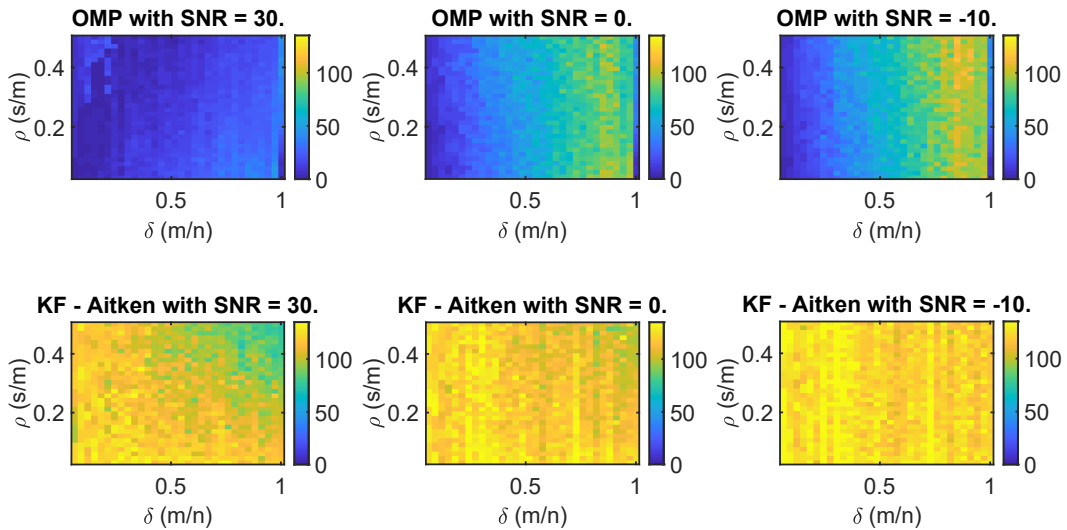 OMP with SNR = 30.
OMP with SNR = 0.
OMP with SNR = -10.
ρ (s/m)
0.4
0.2
100
50
0
ρ (s/m)
0.4
0.2
100
50
0
ρ (s/m)
0.4
0.2
100
50
0
0.5
1
0.5
1
0.5
1
δ (m/n)
δ (m/n)
δ (m/n)
KF - Aitken with SNR = 30.
KF - Aitken with SNR = 0.
KF - Aitken with SNR = -10.
ρ (s/m)
0.4
0.2
100
50
0
ρ (s/m)
0.4
0.2
100
50
0
ρ (s/m)
0.4
0.2
100
50
0
0.5
1
0.5
1
0.5
1
δ (m/n)
δ (m/n)
δ (m/n)